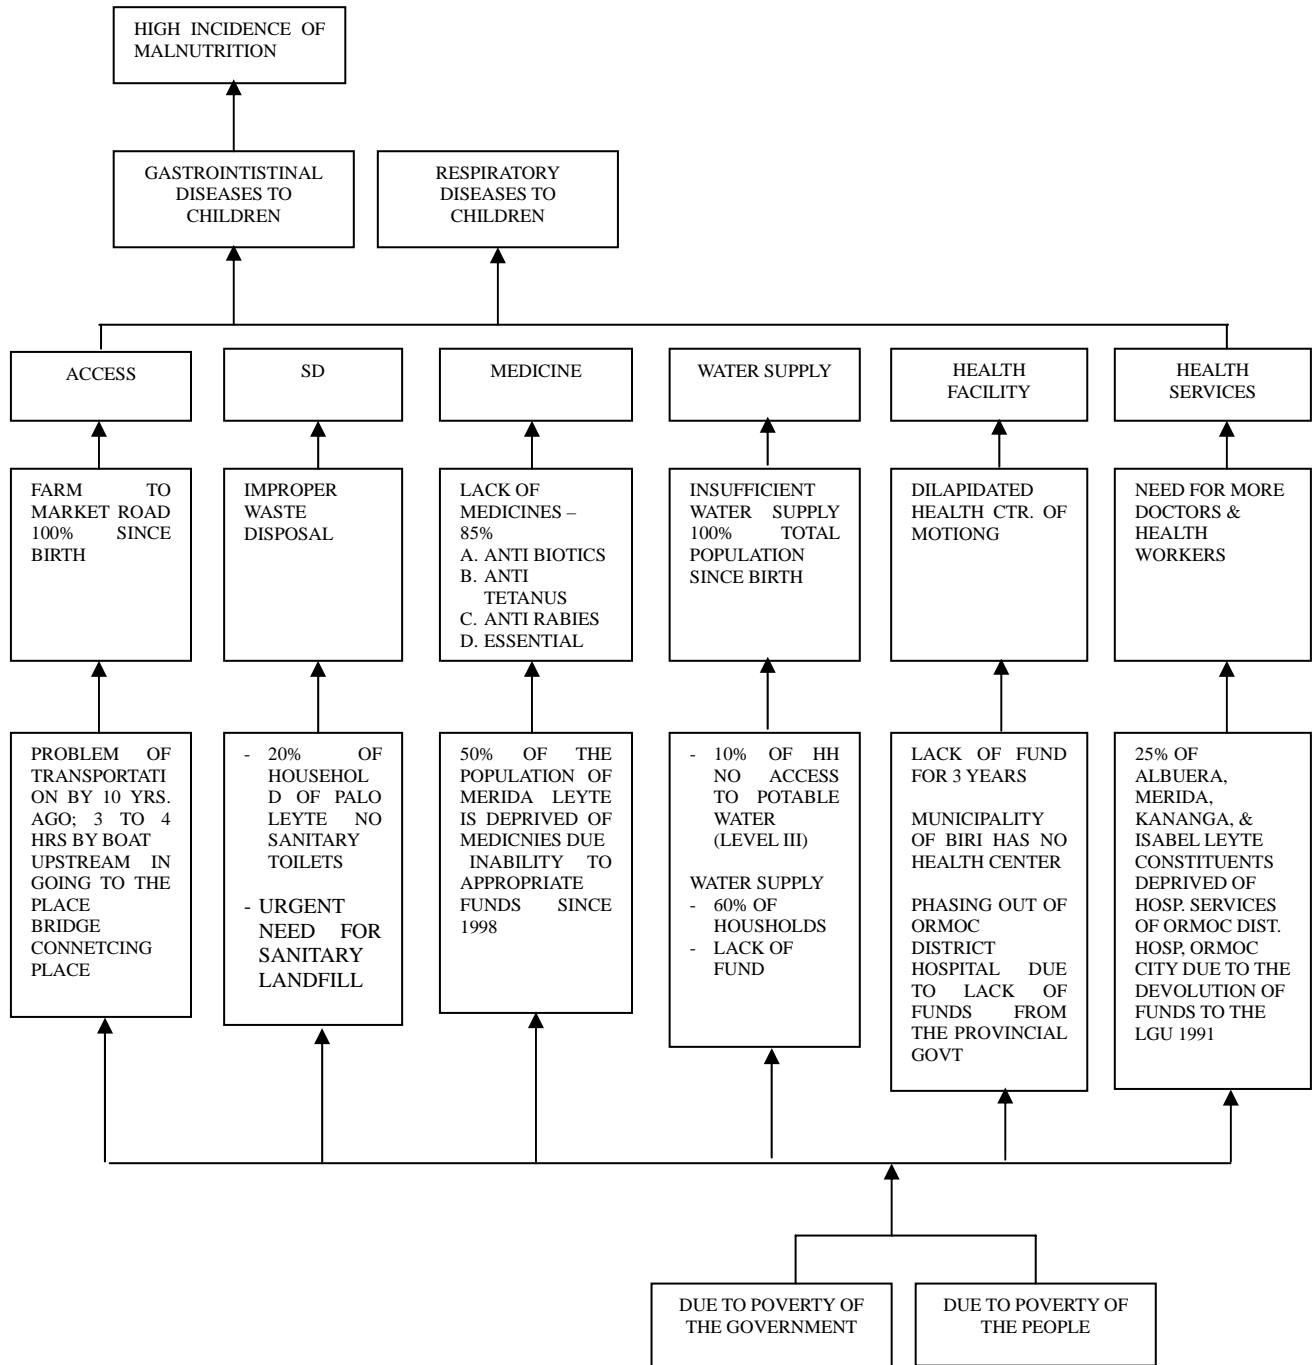 HIGH INCIDENCE OF
MALNUTRITION
GASTROINTISTINAL
DISEASES TO
CHILDREN
RESPIRATORY
DISEASES TO
CHILDREN
ACCESS
SD
MEDICINE
WATER SUPPLY
HEALTH
FACILITY
HEALTH
SERVICES
FARM TO
MARKET ROAD
100% SINCE
BIRTH
IMPROPER
WASTE
DISPOSAL
LACK OF
MEDICINES –
85%
A. ANTI BIOTICS
B. ANTI
TETANUS
C. ANTI RABIES
D. ESSENTIAL
INSUFFICIENT
WATER SUPPLY
100% TOTAL
POPULATION
SINCE BIRTH
DILAPIDATED
HEALTH CTR. OF
MOTIONG
NEED FOR MORE
DOCTORS &
HEALTH
WORKERS
PROBLEM OF
TRANSPORTATI
ON BY 10 YRS.
AGO; 3 TO 4
HRS BY BOAT
UPSTREAM IN
GOING TO THE
PLACE
BRIDGE
CONNETCING
PLACE
- 20% OF
HOUSEHOL
D OF PALO
LEYTE NO
SANITARY
TOILETS
- URGENT
NEED FOR
SANITARY
LANDFILL
50% OF THE
POPULATION OF
MERIDA LEYTE
IS DEPRIVED OF
MEDICNIES DUE
INABILITY TO
APPROPRIATE
FUNDS SINCE
1998
- 10% OF HH
NO ACCESS
TO POTABLE
WATER
(LEVEL III)
WATER SUPPLY
- 60% OF
HOUSHOLDS
- LACK OF
FUND
LACK OF FUND
FOR 3 YEARS
MUNICIPALITY
OF BIRI HAS NO
HEALTH CENTER
PHASING OUT OF
ORMOC
DISTRICT
HOSPITAL DUE
TO LACK OF
FUNDS FROM
THE PROVINCIAL
GOVT
25% OF
ALBUERA,
MERIDA,
KANANGA, &
ISABEL LEYTE
CONSTITUENTS
DEPRIVED OF
HOSP. SERVICES
OF ORMOC DIST.
HOSP, ORMOC
CITY DUE TO THE
DEVOLUTION OF
FUNDS TO THE
LGU 1991
DUE TO POVERTY OF
THE GOVERNMENT
DUE TO POVERTY OF
THE PEOPLE